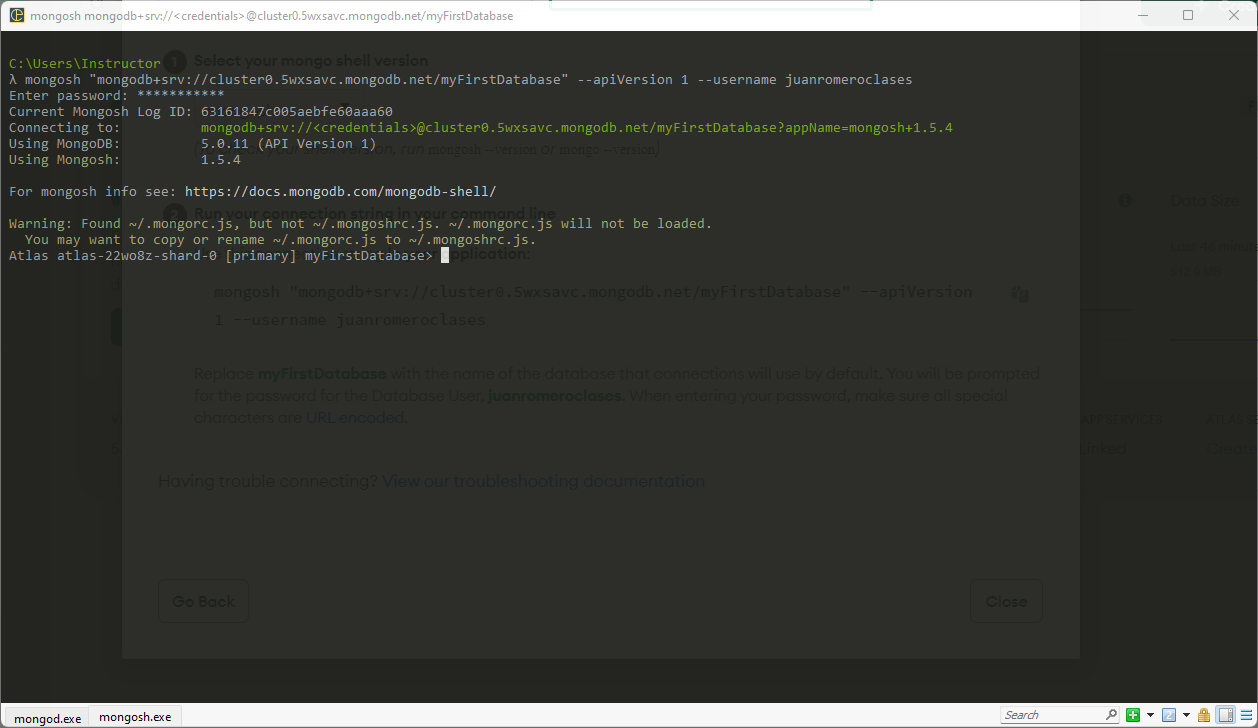 mongosh mongodb+srv://<credentials>@cluster0.5wxsavc.mongodb.net/myFirstDatabase
1 Select your mongo shell version
C:\Users\Instructor
λ mongosh "mongodb+srv://cluster0.5wxsavc.mongodb.net/myFirstDatabase" --apiVersion 1 --username juanromeroclases
Enter password: ***********
Current Mongosh Log ID: 63161847c005aebfe60aaa60
Connecting to: mongodb+srv://<credentials>@cluster0.5wxsavc.mongodb.net/myFirstDatabase?appName=mongosh+1.5.4
Using MongoDB: 5.0.11 (API Version 1)
version, run mongosh --version or mongo --version)
Using Mongosh: 1.5.4
For mongosh info see: https://docs.mongodb.com/mongodb-shell/
Data Size
2 Run your connection string in your command line
Warning: Found ~/.mongorc.js, but not ~/.mongoshrc.js. ~/.mongorc.js will not be loaded.
You may want to copy or rename ~/.mongorc.js to ~/.mongoshrc.js.
Atlas atlas-22wo8z-shard-0 [primary] myFirstDatabase>
application:
mongosh "mongodb+srv://cluster0.5wxsavc.mongodb.net/myFirstDatabase" --apiVersion
1 --username juanromeroclases
Replace myFirstDatabase with the name of the database that connections will use by default. You will be prompted
for the password for the Database User, juanromeroclases. When entering your password, make sure all special
characters are URL encoded.
Linked
Having trouble connecting? View our troubleshooting documentation
Go Back
Close
mongod.exe
mongosh.exe
Search